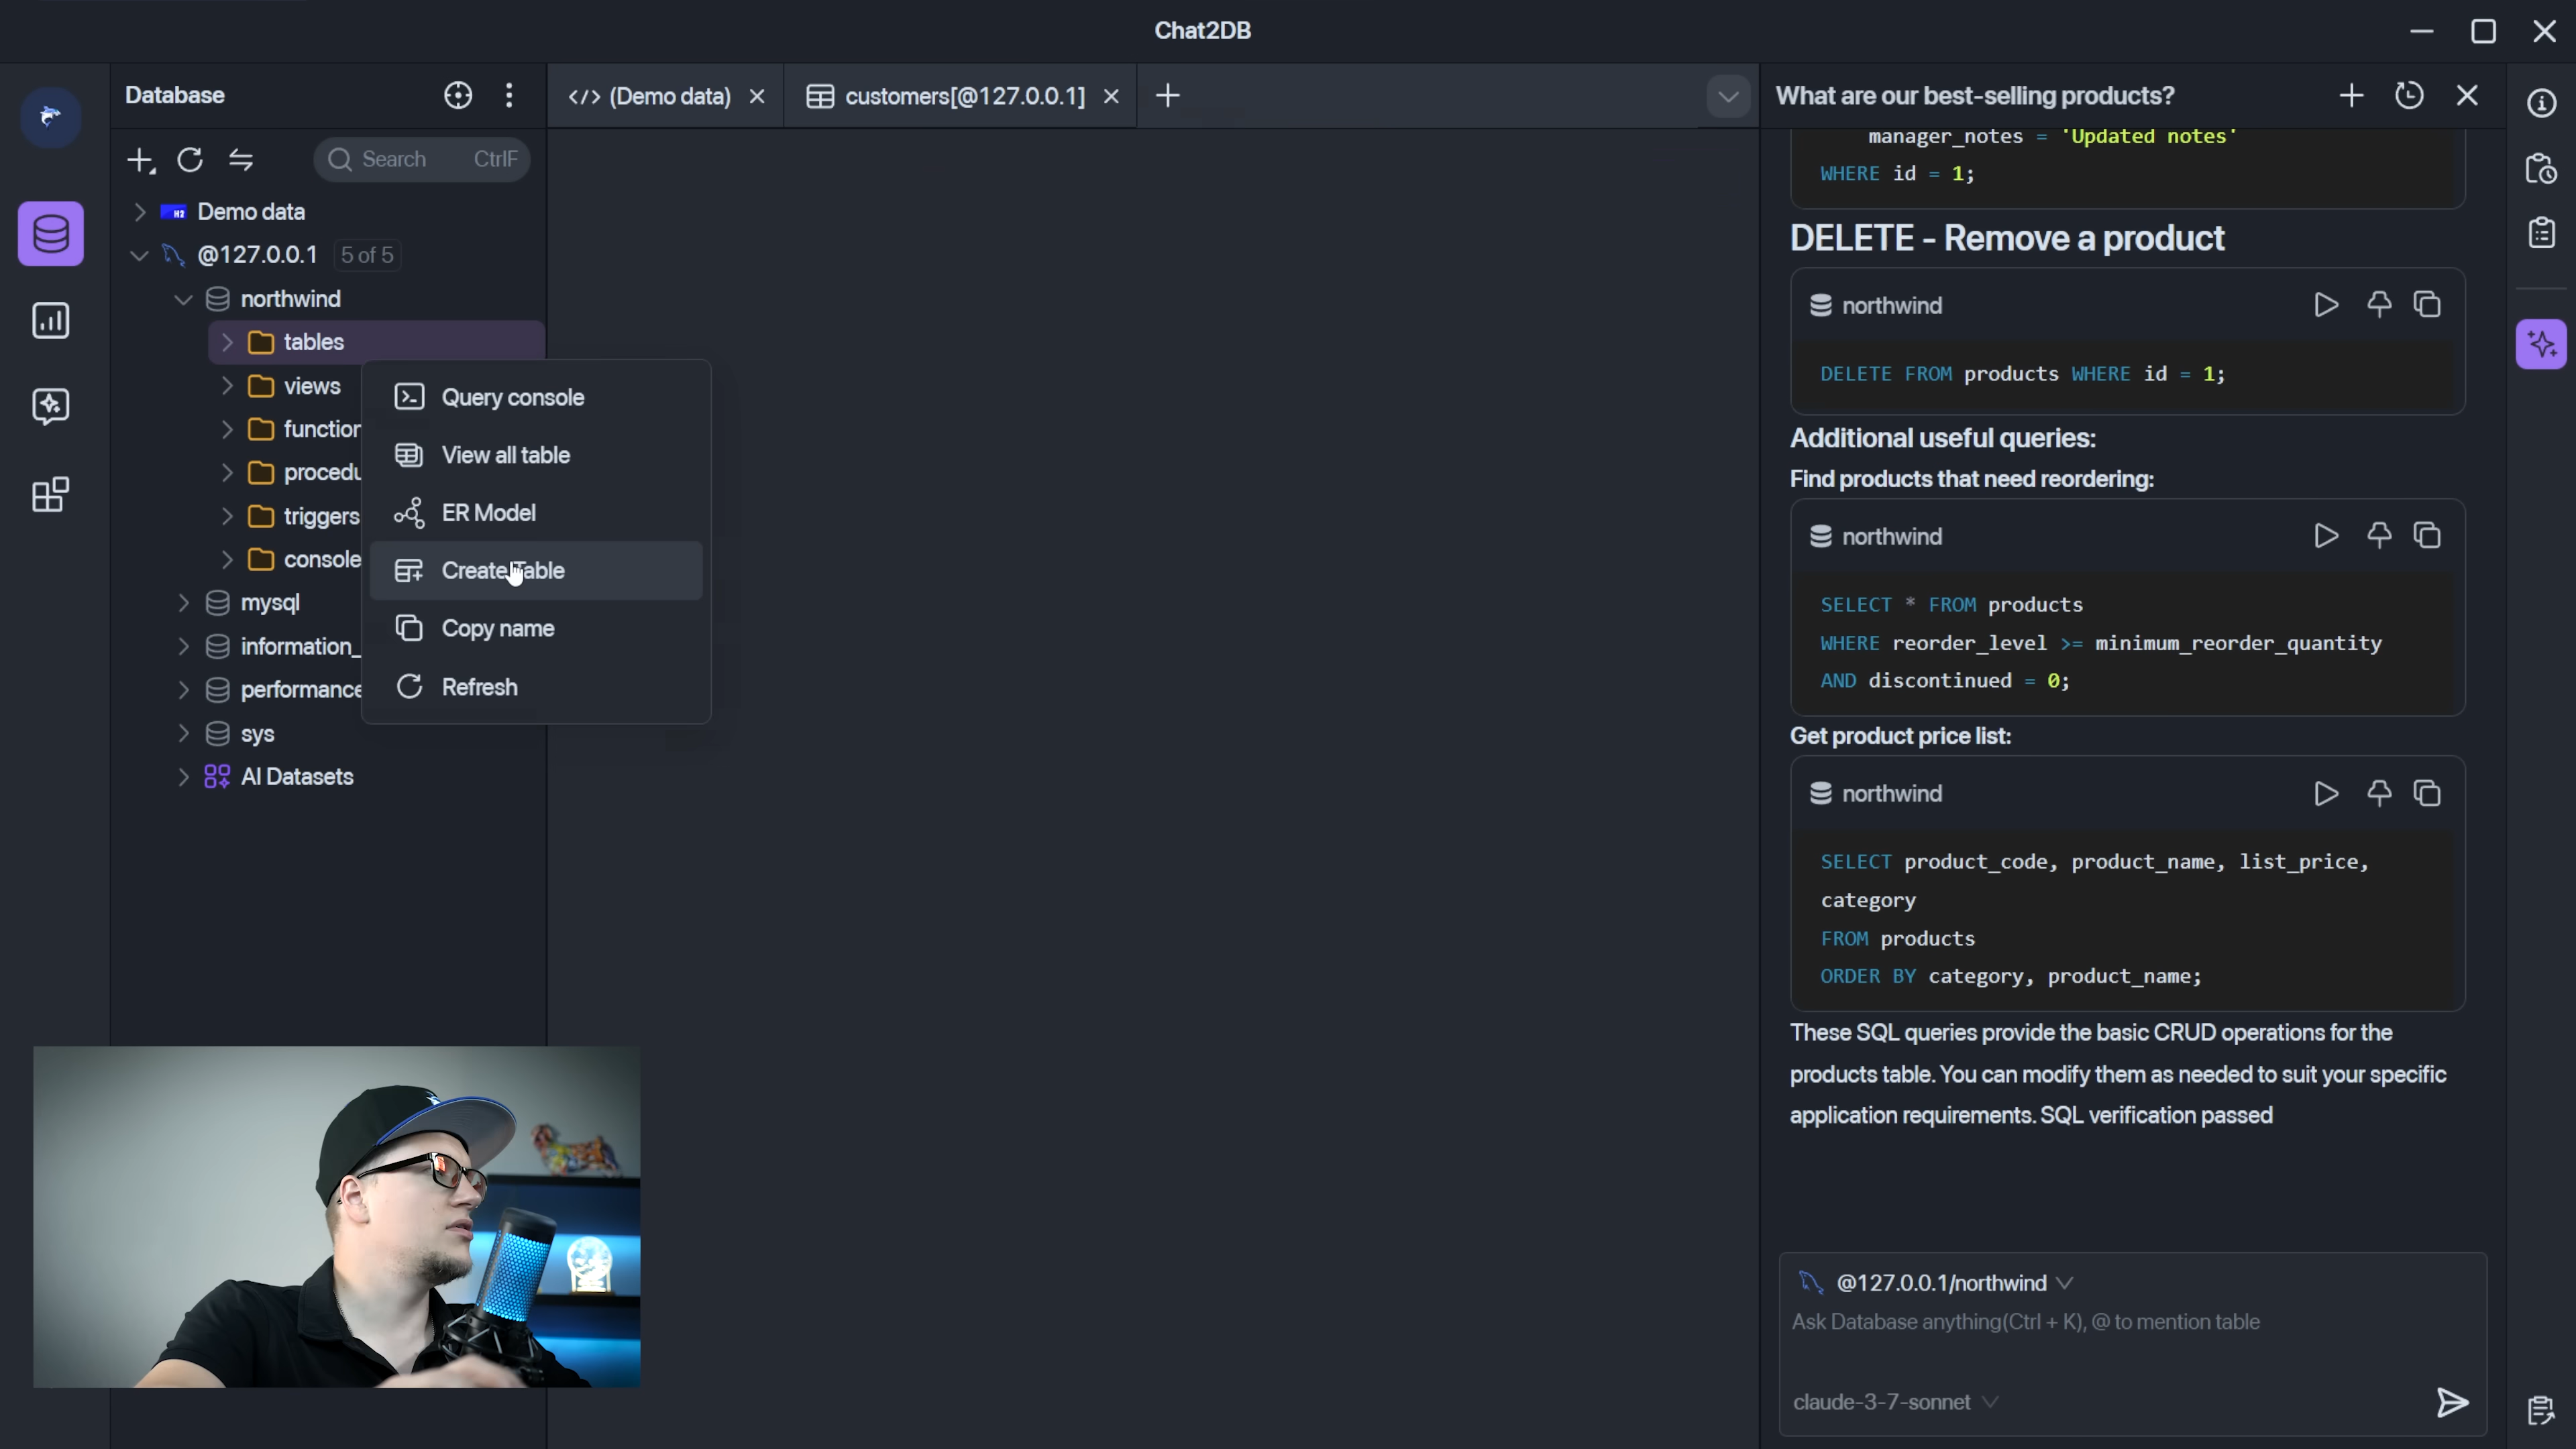 Chat2DB
Database
Search CtrlF
Demo data
@127.0.0.1 5 of 5
northwind
tables
views
function
procedu
triggers
console
mysql
information_
performance
sys
AI Datasets
Query console
View all table
ER Model
Create Table
Copy name
Refresh
</> (Demo data)
customers[@127.0.0.1]
What are our best-selling products?
manager_notes = 'Updated notes'
WHERE id = 1;
DELETE - Remove a product
northwind
DELETE FROM products WHERE id = 1;
Additional useful queries:
Find products that need reordering:
northwind
SELECT * FROM products
WHERE reorder_level >= minimum_reorder_quantity
AND discontinued = 0;
Get product price list:
northwind
SELECT product_code, product_name, list_price,
category
FROM products
ORDER BY category, product_name;
These SQL queries provide the basic CRUD operations for the
products table. You can modify them as needed to suit your specific
application requirements. SQL verification passed
@127.0.0.1/northwind
Ask Database anything(Ctrl + K), @ to mention table
claude-3-7-sonnet